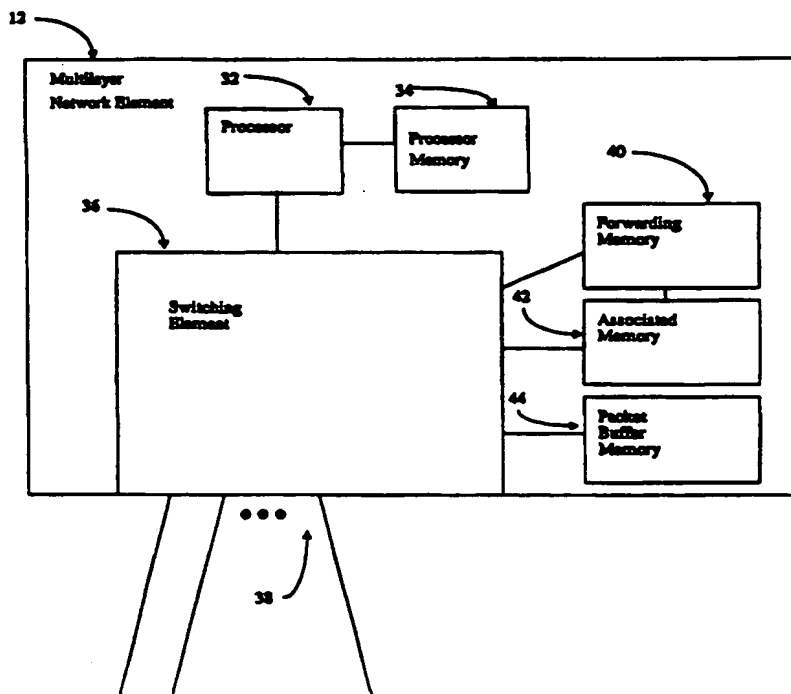 12
Multilayer
Network Element
32
Processor
34
Processor
Memory
40
Forwarding
Memory
36
Switching
Element
42
Associated
Memory
44
Packet
Buffer
Memory
38